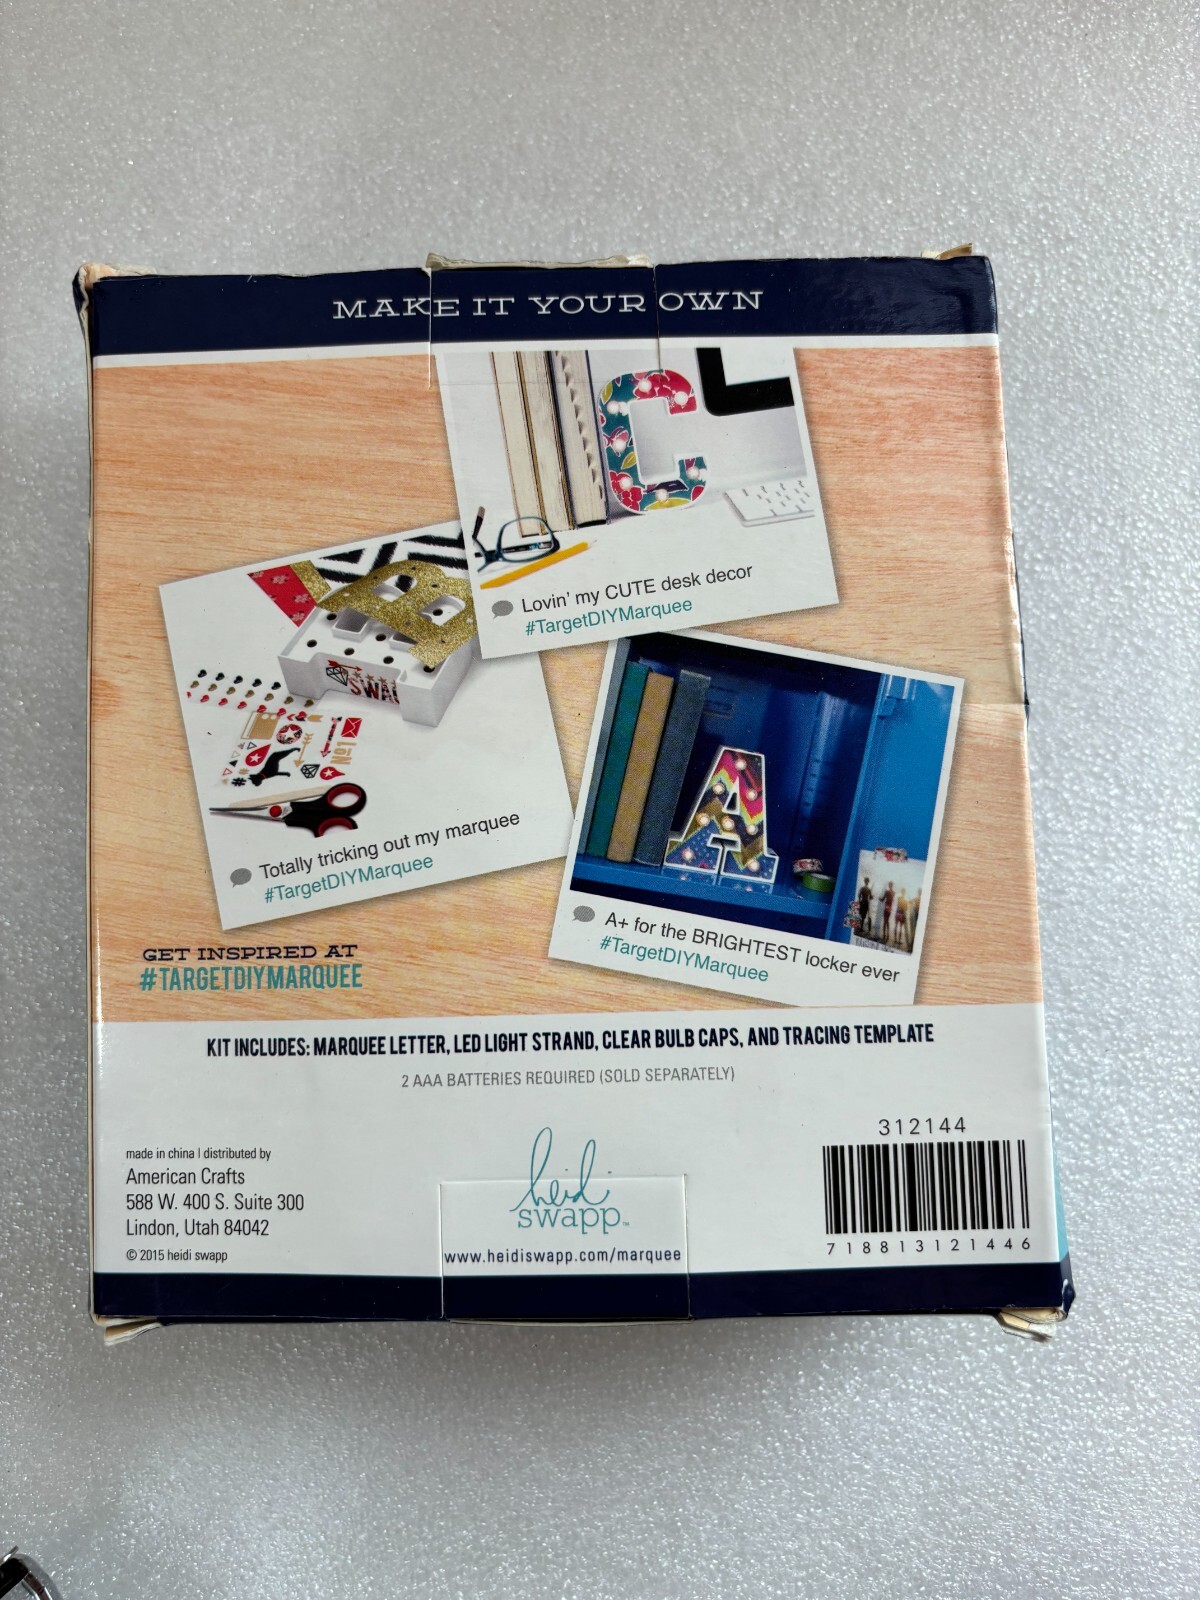 MAKE IT YOUR OWN
Lovin' my CUTE desk decor
#TargetDIYMarquee
SWAG
No1
#
Totally tricking out my marquee
#TargetDIYMarquee
A+ for the BRIGHTEST locker ever
#TargetDIYMarquee
GET INSPIRED AT
#TARGETDIYMARQUEE
KIT INCLUDES: MARQUEE LETTER, LED LIGHT STRAND, CLEAR BULB CAPS, AND TRACING TEMPLATE
2 AAA BATTERIES REQUIRED (SOLD SEPARATELY)
made in china | distributed by
American Crafts
588 W. 400 S. Suite 300
Lindon, Utah 84042
© 2015 heidi swapp
heidi
swapp™
www.heidiswapp.com/marquee
312144
7 18813 12144 6